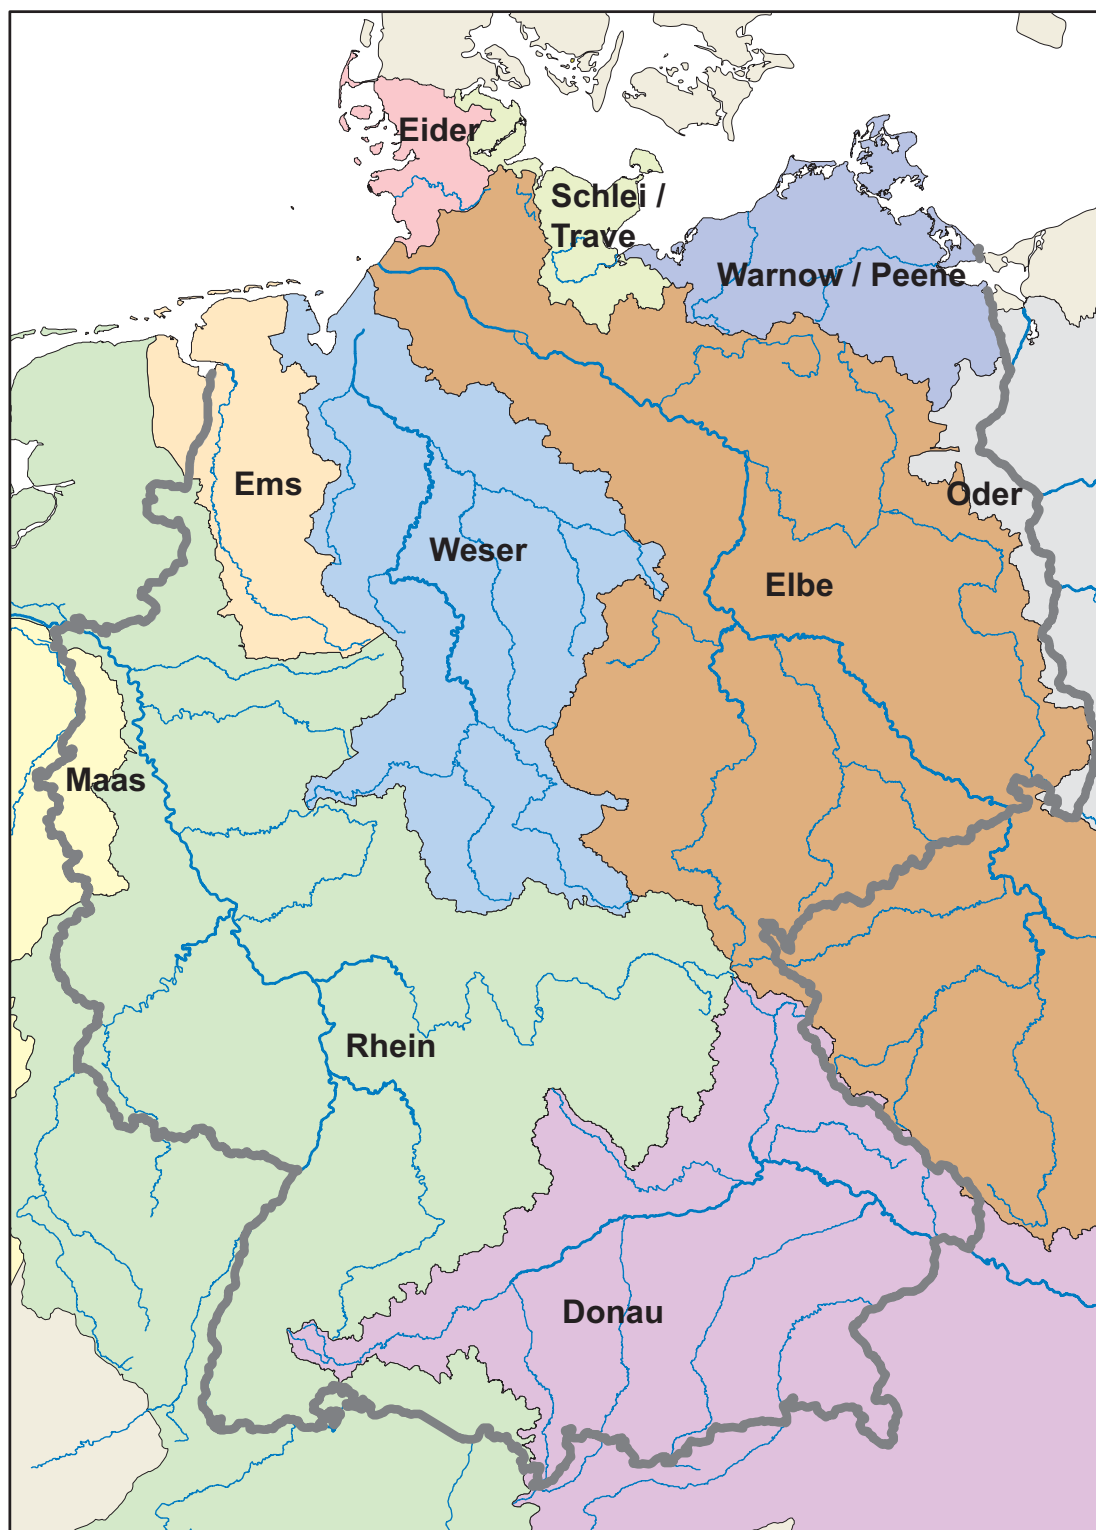 Eider
Schlei /
Trave
Warnow / Peene
Ems
Oder
Weser
Elbe
Maas
Rhein
Donau